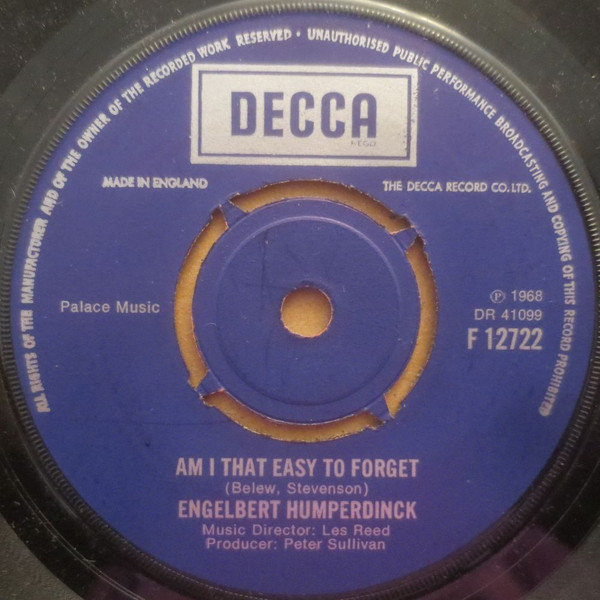 ALL RIGHTS OF THE MANUFACTURER AND OF THE OWNER OF THE RECORDED WORK RESERVED · UNAUTHORISED PUBLIC PERFORMANCE BROADCASTING AND COPYING OF THIS RECORD PROHIBITED
DECCA
REGD
MADE IN ENGLAND
THE DECCA RECORD CO. LTD.
Palace Music
℗ 1968
DR 41099
F 12722
AM I THAT EASY TO FORGET
(Belew, Stevenson)
ENGELBERT HUMPERDINCK
Music Director: Les Reed
Producer: Peter Sullivan